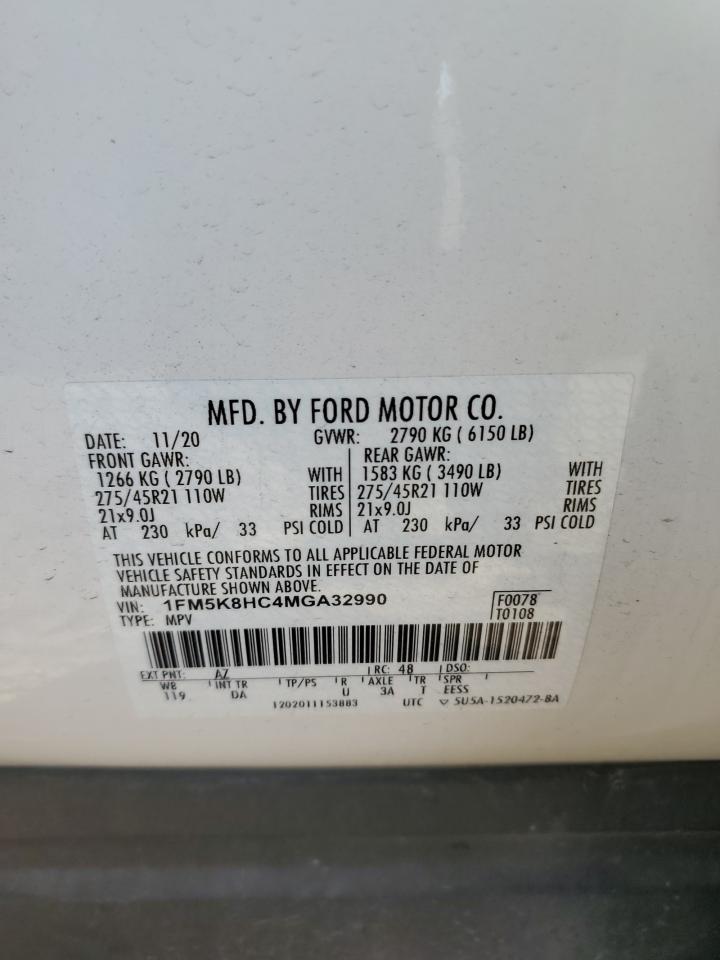 MFD. BY FORD MOTOR CO.
DATE: 11/20 GVWR: 2790 KG ( 6150 LB)
FRONT GAWR: REAR GAWR:
1266 KG ( 2790 LB) WITH 1583 KG ( 3490 LB) WITH
275/45R21 110W TIRES 275/45R21 110W TIRES
21x9.0J RIMS 21x9.0J RIMS
AT 230 kPa/ 33 PSI COLD AT 230 kPa/ 33 PSI COLD
THIS VEHICLE CONFORMS TO ALL APPLICABLE FEDERAL MOTOR
VEHICLE SAFETY STANDARDS IN EFFECT ON THE DATE OF
MANUFACTURE SHOWN ABOVE.
VIN: 1FM5K8HC4MGA32990 F0078
TYPE: MPV T0108
EXT PNT: AZ RC: 48 DSO:
WB INT TR TP/PS R AXLE TR SPR
119 DA U 3A T EESS
1202011153883 UTC ▽ 5U5A-1520472-BA